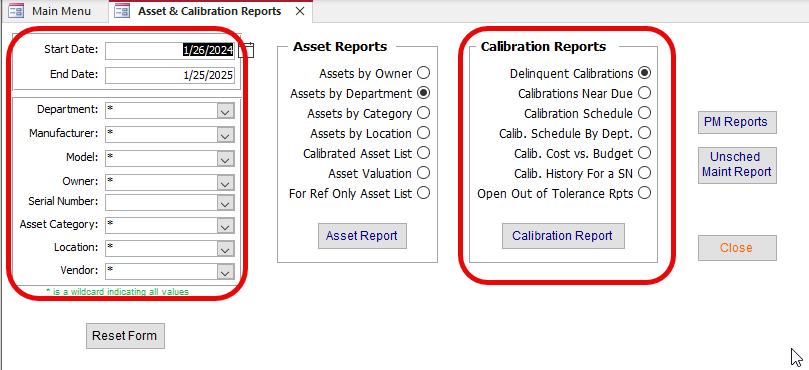 Main Menu
Asset & Calibration Reports
Start Date: 1/26/2024
End Date: 1/25/2025
Department: *
Manufacturer: *
Model: *
Owner: *
Serial Number:
Asset Category: *
Location: *
Vendor: *
* is a wildcard indicating all values
Reset Form
Asset Reports
Assets by Owner
Assets by Department
Assets by Category
Assets by Location
Calibrated Asset List
Asset Valuation
For Ref Only Asset List
Asset Report
Calibration Reports
Delinquent Calibrations
Calibrations Near Due
Calibration Schedule
Calib. Schedule By Dept.
Calib. Cost vs. Budget
Calib. History For a SN
Open Out of Tolerance Rpts
Calibration Report
PM Reports
Unsched
Maint Report
Close